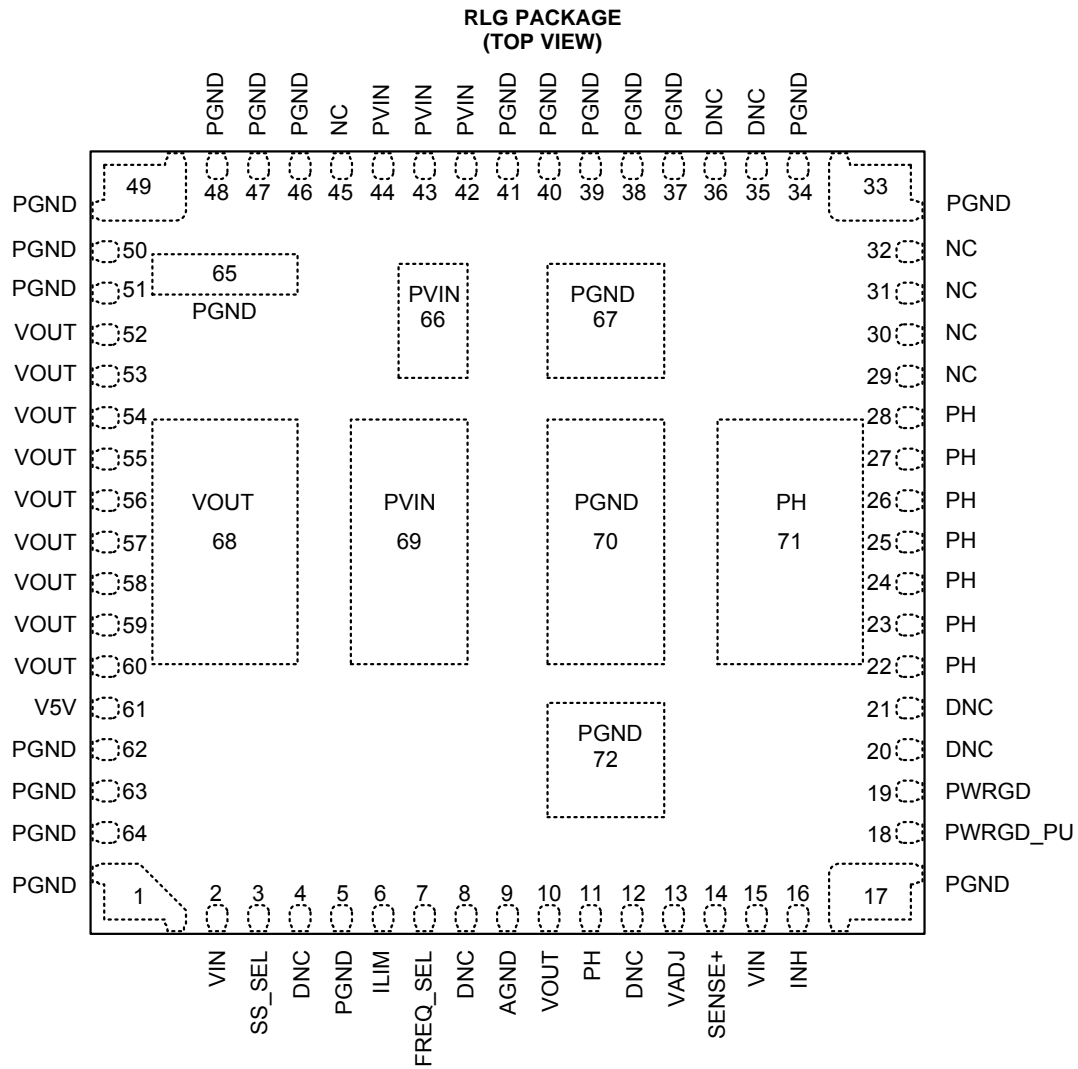 RLG PACKAGE
(TOP VIEW)
PGND PGND PGND NC PVIN PVIN PVIN PGND PGND PGND PGND PGND DNC DNC PGND
49 48 47 46 45 44 43 42 41 40 39 38 37 36 35 34 33
PGND PGND
PGND 50 32 NC
65
PGND 51 31 NC
PGND
PVIN
66
PGND
67
VOUT 52 30 NC
VOUT 53 29 NC
VOUT 54 28 PH
VOUT 55 27 PH
VOUT 56 VOUT PVIN PGND PH 26 PH
VOUT 57 68 69 70 71 25 PH
VOUT 58 24 PH
VOUT 59 23 PH
VOUT 60 22 PH
V5V 61 21 DNC
PGND
72
PGND 62 20 DNC
PGND 63 19 PWRGD
PGND 64 18 PWRGD_PU
PGND PGND
1 2 3 4 5 6 7 8 9 10 11 12 13 14 15 16 17
VIN SS_SEL DNC PGND ILIM FREQ_SEL DNC AGND VOUT PH DNC VADJ SENSE+ VIN INH